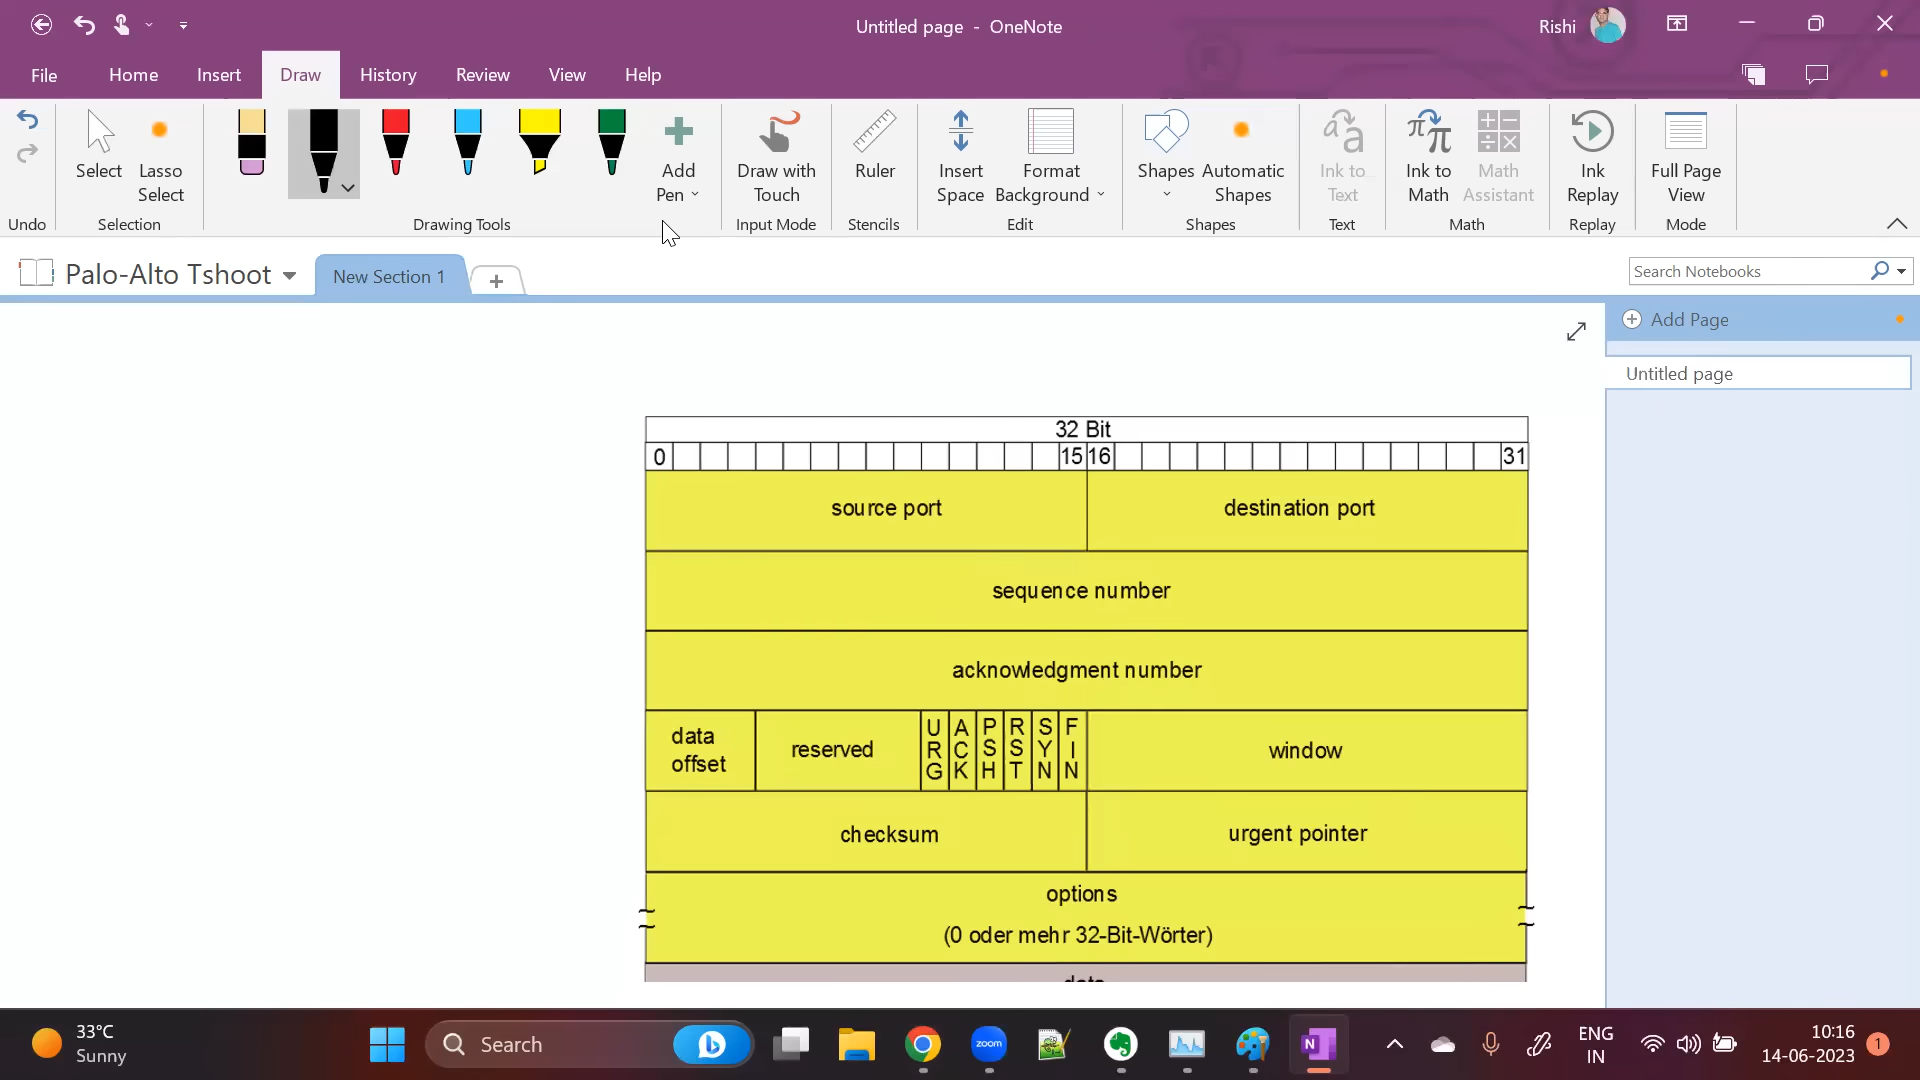 Untitled page - OneNote
Rishi
File
Home
Insert
Draw
History
Review
View
Help
Undo
Select
Lasso
Select
Selection
Drawing Tools
Add
Pen
Draw with
Touch
Input Mode
Ruler
Stencils
Insert
Space
Format
Background
Edit
Shapes
Automatic
Shapes
Shapes
Ink to
Text
Text
Ink to
Math
Math
Assistant
Math
Ink
Replay
Replay
Full Page
View
Mode
Palo-Alto Tshoot
New Section 1
Search Notebooks
Add Page
Untitled page
32 Bit
0 15 16 31
source port
destination port
sequence number
acknowledgment number
data
offset
reserved
URG
ACK
PSH
RST
SYN
FIN
window
checksum
urgent pointer
options
(0 oder mehr 32-Bit-Wörter)
33°C
Sunny
Search
zoom
N
ENG
IN
10:16
14-06-2023
1